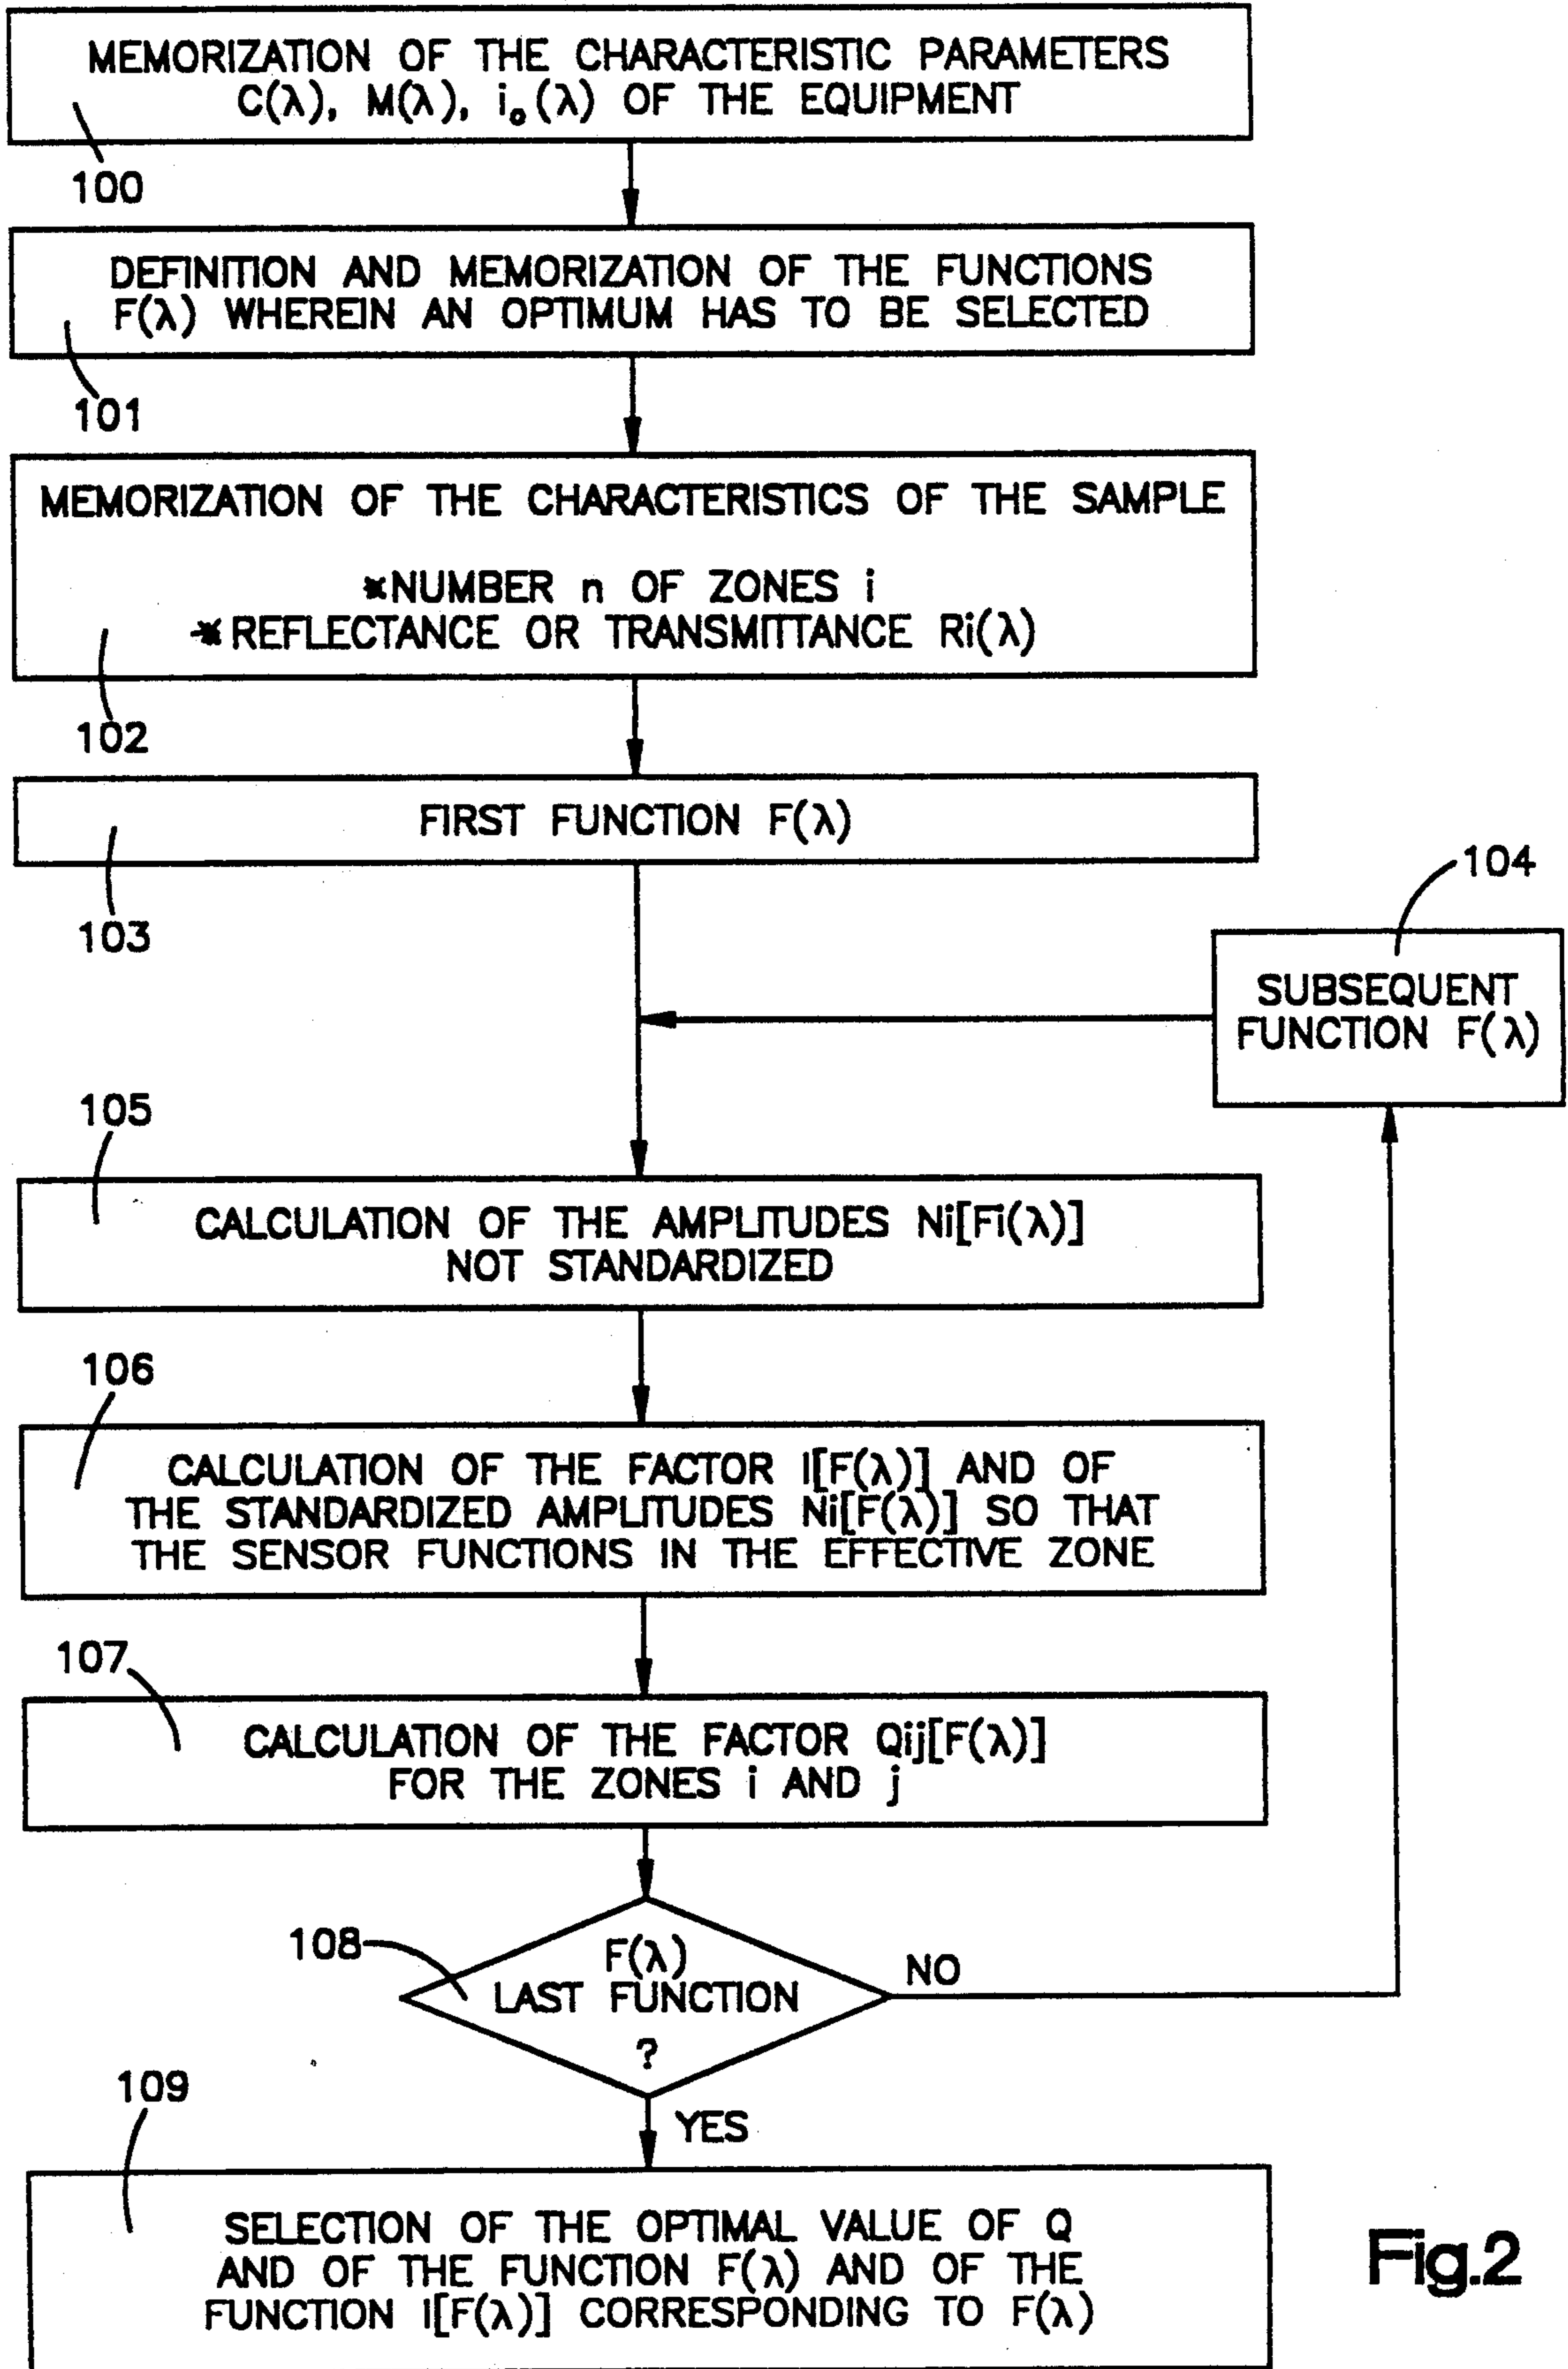 MEMORIZATION OF THE CHARACTERISTIC PARAMETERS
C(λ), M(λ), i₀(λ) OF THE EQUIPMENT
100
DEFINITION AND MEMORIZATION OF THE FUNCTIONS
F(λ) WHEREIN AN OPTIMUM HAS TO BE SELECTED
101
MEMORIZATION OF THE CHARACTERISTICS OF THE SAMPLE
*NUMBER n OF ZONES i
*REFLECTANCE OR TRANSMITTANCE Ri(λ)
102
FIRST FUNCTION F(λ)
103
104
SUBSEQUENT
FUNCTION F(λ)
105
CALCULATION OF THE AMPLITUDES Ni[Fi(λ)]
NOT STANDARDIZED
106
CALCULATION OF THE FACTOR I[F(λ)] AND OF
THE STANDARDIZED AMPLITUDES Ni[F(λ)] SO THAT
THE SENSOR FUNCTIONS IN THE EFFECTIVE ZONE
107
CALCULATION OF THE FACTOR Qij[F(λ)]
FOR THE ZONES i AND j
108
F(λ)
LAST FUNCTION
?
NO
YES
109
SELECTION OF THE OPTIMAL VALUE OF Q
AND OF THE FUNCTION F(λ) AND OF THE
FUNCTION I[F(λ)] CORRESPONDING TO F(λ)
Fig.2